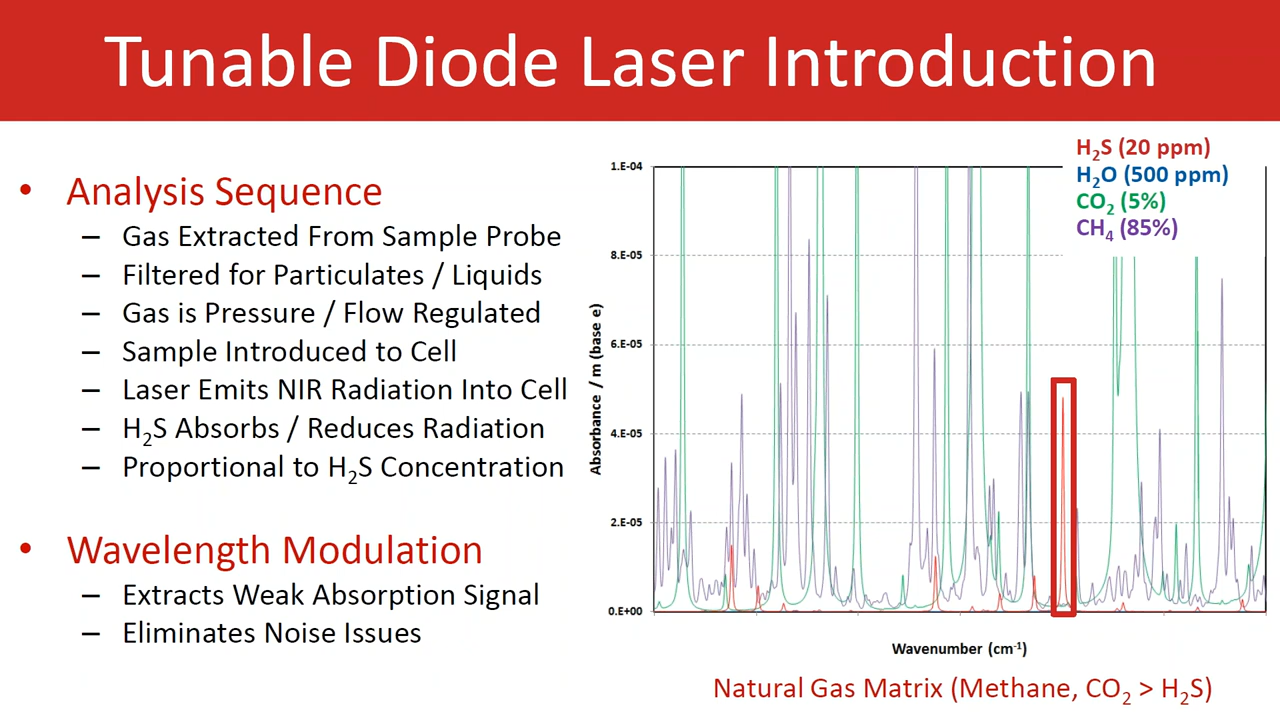 Tunable Diode Laser Introduction
• Analysis Sequence
– Gas Extracted From Sample Probe
– Filtered for Particulates / Liquids
– Gas is Pressure / Flow Regulated
– Sample Introduced to Cell
– Laser Emits NIR Radiation Into Cell
– H₂S Absorbs / Reduces Radiation
– Proportional to H₂S Concentration
• Wavelength Modulation
– Extracts Weak Absorption Signal
– Eliminates Noise Issues
H₂S (20 ppm)
H₂O (500 ppm)
CO₂ (5%)
CH₄ (85%)
1.E-04
8.E-05
6.E-05
4.E-05
2.E-05
0.E+00
Absorbance / m (base e)
Wavenumber (cm⁻¹)
Natural Gas Matrix (Methane, CO₂ > H₂S)